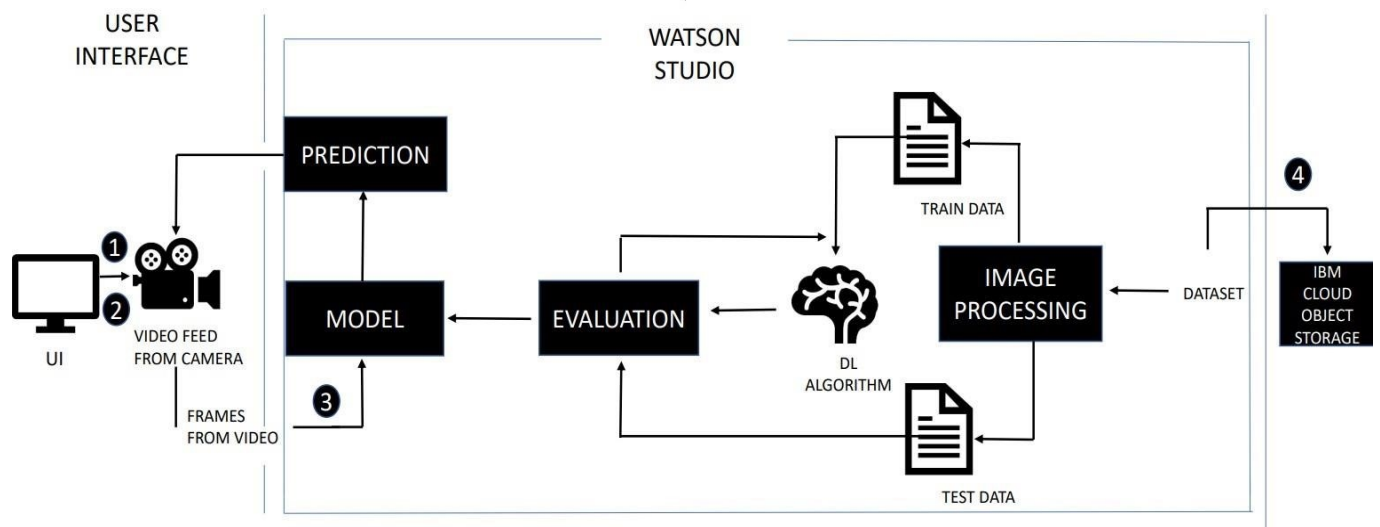 USER
INTERFACE
WATSON
STUDIO
PREDICTION
TRAIN DATA
4
1
2
UI
VIDEO FEED
FROM CAMERA
MODEL
EVALUATION
DL
ALGORITHM
IMAGE
PROCESSING
DATASET
IBM
CLOUD
OBJECT
STORAGE
3
FRAMES
FROM VIDEO
TEST DATA